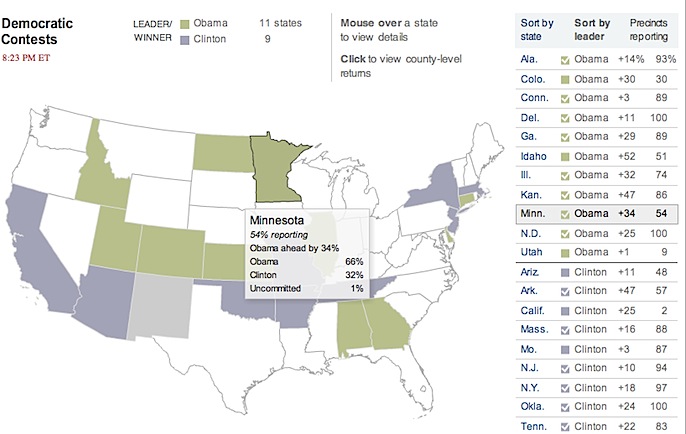 Democratic
Contests
8:23 PM ET
LEADER/
WINNER
Obama 11 states
Clinton 9
Mouse over a state
to view details
Click to view county-level
returns
Minnesota
54% reporting
Obama ahead by 34%
Obama 66%
Clinton 32%
Uncommitted 1%
Sort by
state
Sort by
leader
Precincts
reporting
Ala. Obama +14% 93%
Colo. Obama +30 30
Conn. Obama +3 89
Del. Obama +11 100
Ga. Obama +29 89
Idaho Obama +52 51
Ill. Obama +32 74
Kan. Obama +47 86
Minn. Obama +34 54
N.D. Obama +25 100
Utah Obama +1 9
Ariz. Clinton +11 48
Ark. Clinton +47 57
Calif. Clinton +25 2
Mass. Clinton +16 88
Mo. Clinton +3 87
N.J. Clinton +10 94
N.Y. Clinton +18 97
Okla. Clinton +24 100
Tenn. Clinton +22 83